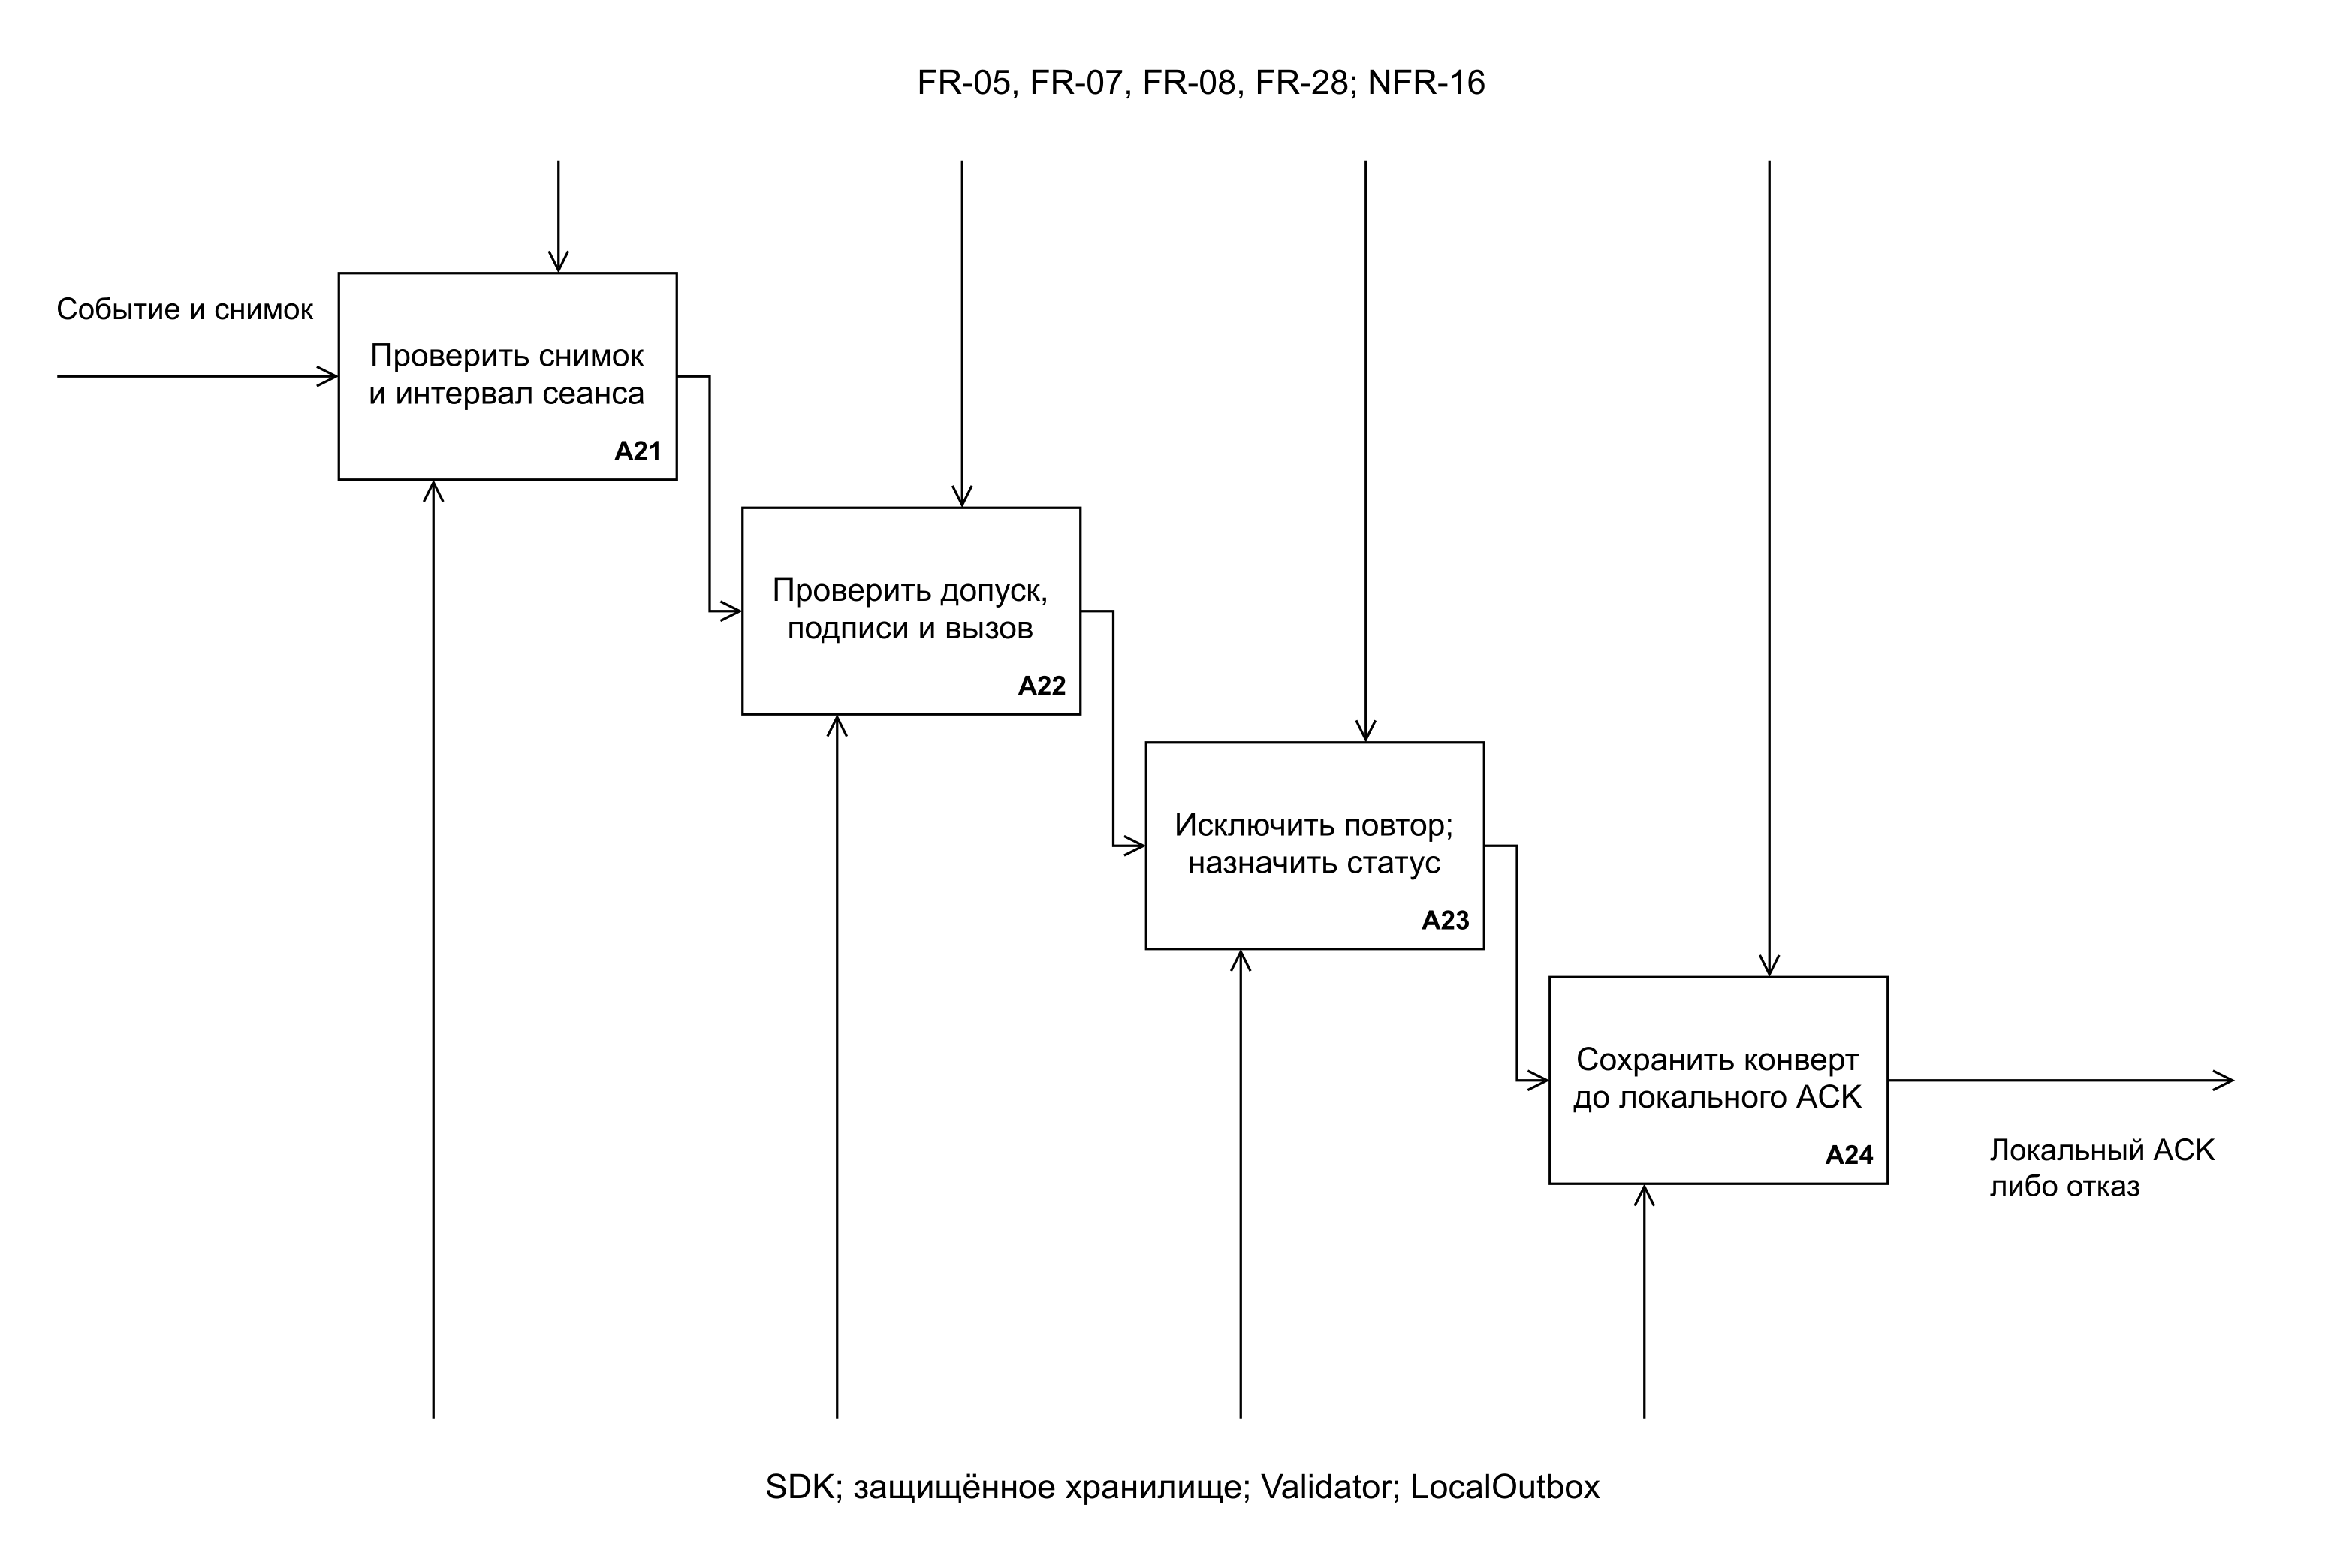 FR-05, FR-07, FR-08, FR-28; NFR-16
Событие и снимок
Проверить снимок
и интервал сеанса
A21
Проверить допуск,
подписи и вызов
A22
Исключить повтор;
назначить статус
A23
Сохранить конверт
до локального ACK
A24
Локальный ACK
либо отказ
SDK; защищённое хранилище; Validator; LocalOutbox